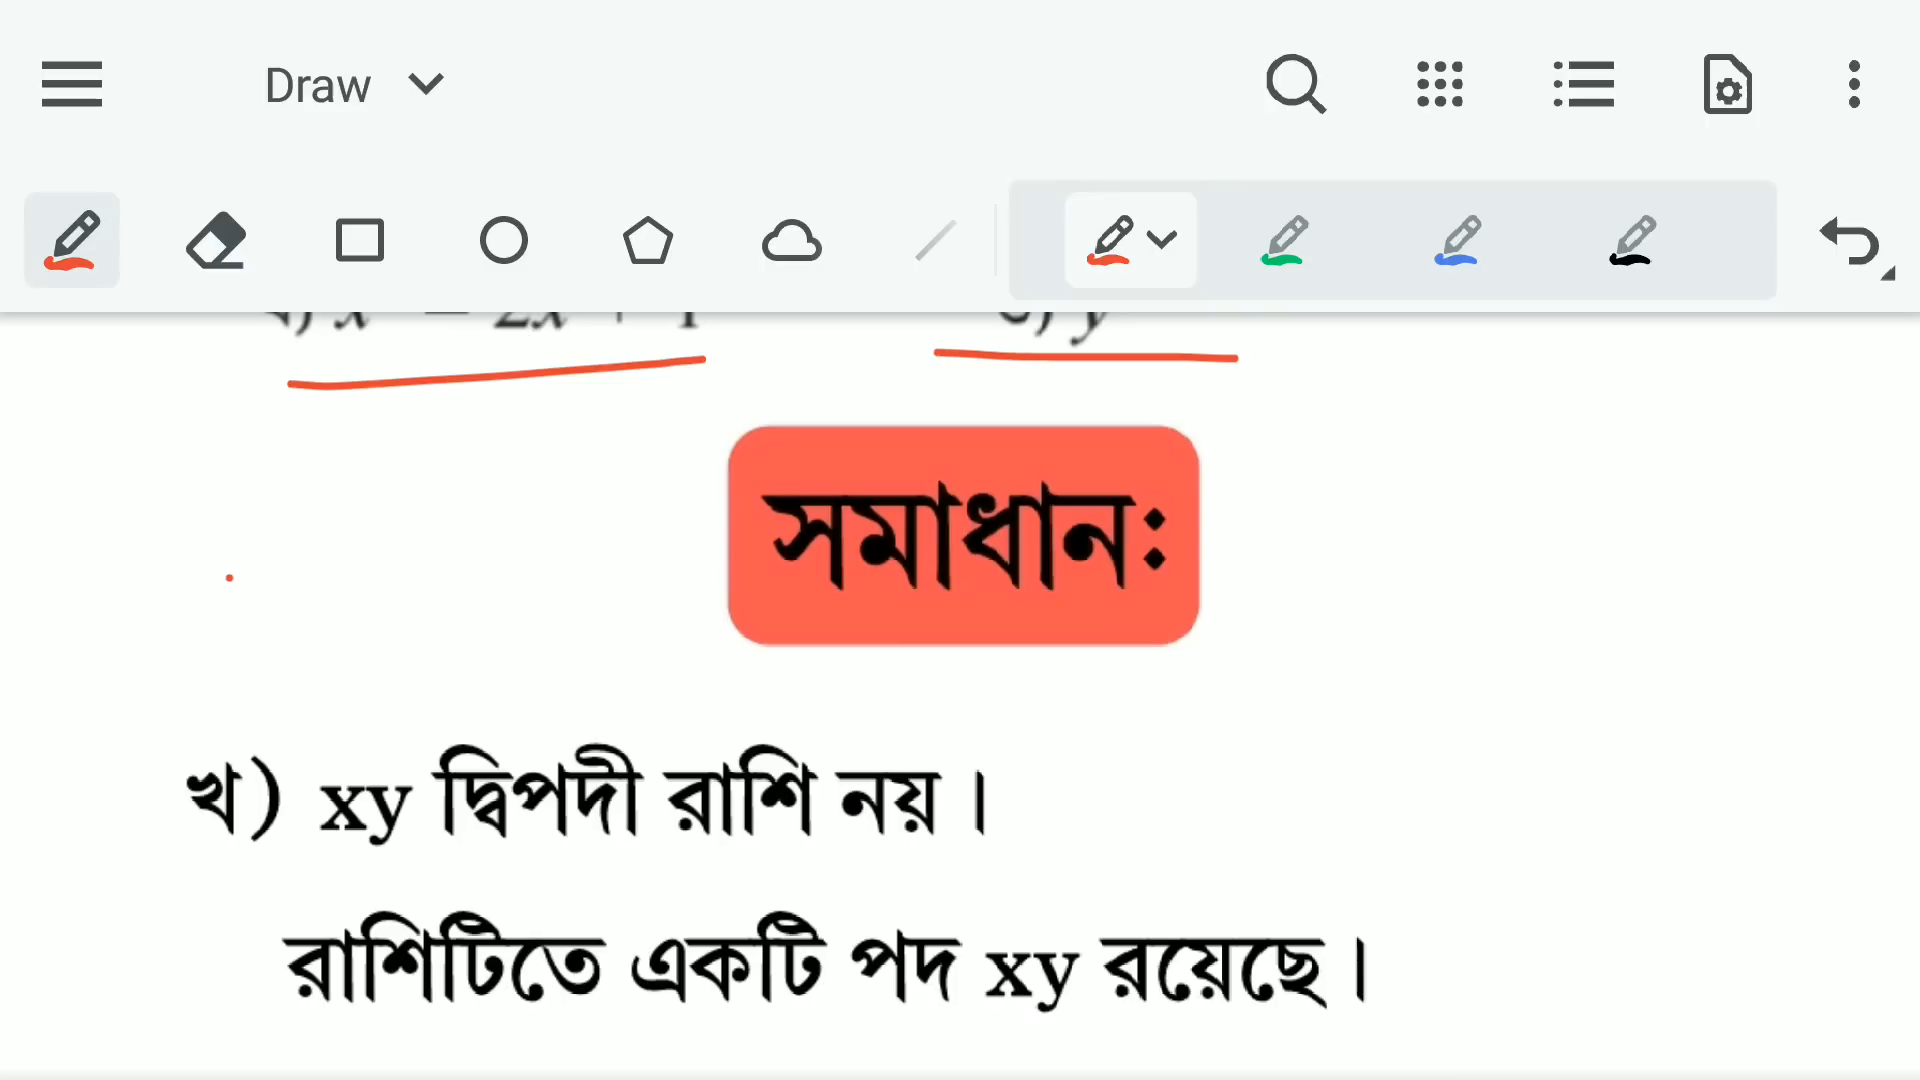 Draw
সমাধানঃ
খ) xy দ্বিপদী রাশি নয়।
রাশিটিতে একটি পদ xy রয়েছে।